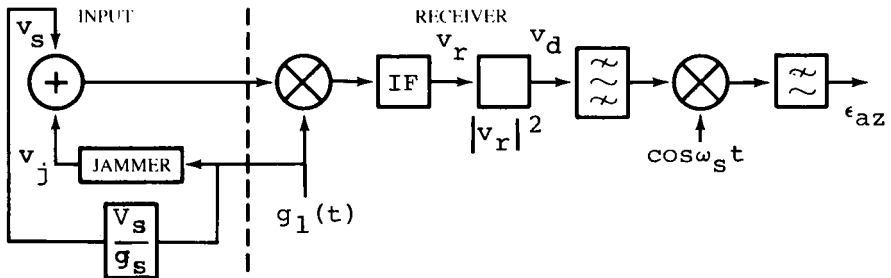 INPUT
RECEIVER
v_s
+
IF
v_r
v_d
|v_r|^2
ϵ_az
v_j
JAMMER
cosω_s t
g_1(t)
V_s
g_s